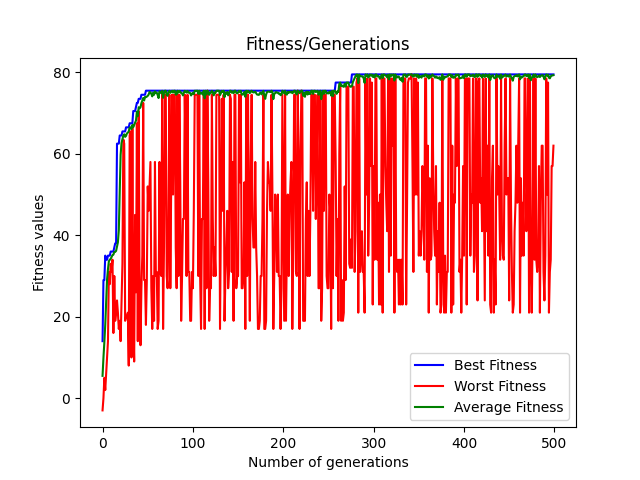 Fitness/Generations
Fitness values
80
60
40
20
0
0 100 200 300 400 500
Number of generations
Best Fitness
Worst Fitness
Average Fitness